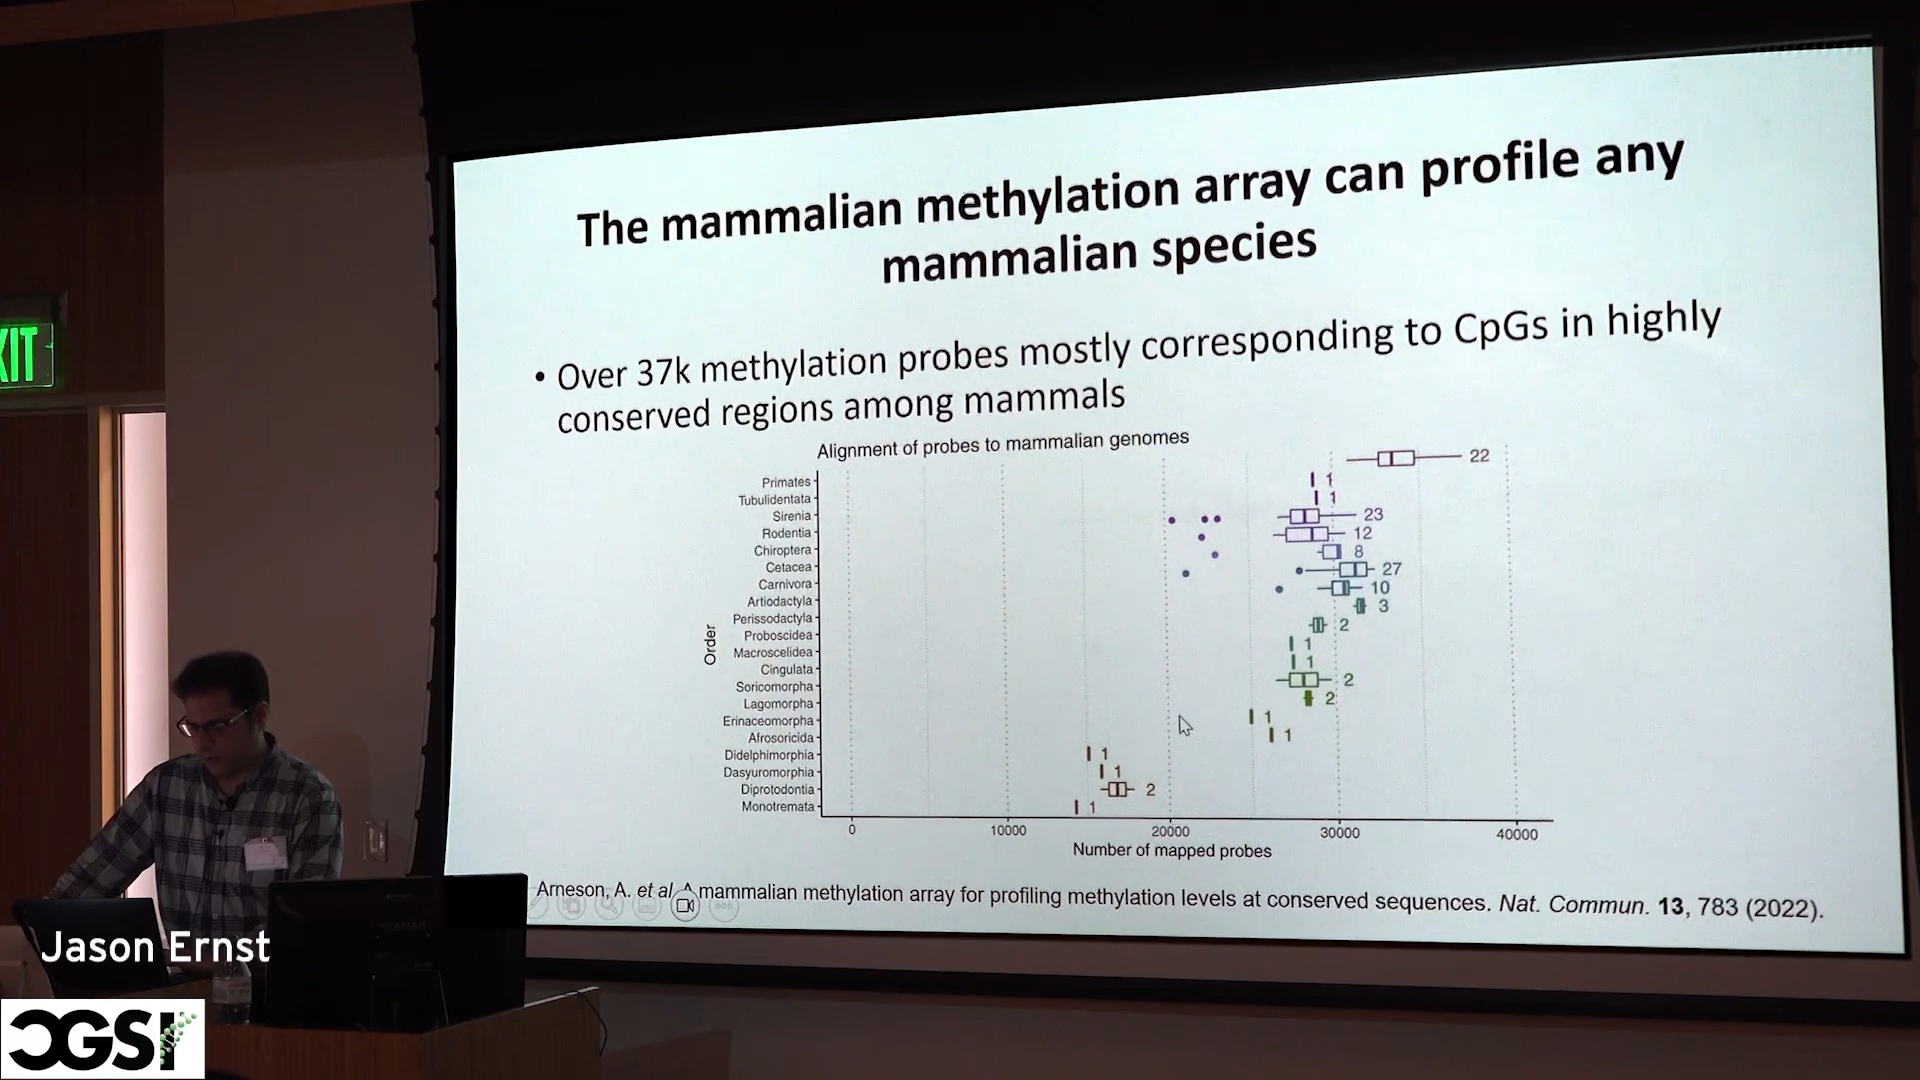 The mammalian methylation array can profile any
mammalian species
• Over 37k methylation probes mostly corresponding to CpGs in highly
conserved regions among mammals
Alignment of probes to mammalian genomes
22
Primates
1
Tubulidentata
1
Sirenia
23
Rodentia
12
Chiroptera
8
Cetacea
27
Carnivora
10
Artiodactyla
3
Perissodactyla
2
Proboscidea
1
Macroscelidea
1
Cingulata
2
Soricomorpha
2
Lagomorpha
1
Erinaceomorpha
1
Afrosoricida
Didelphimorphia
1
Dasyuromorphia
1
Diprotodontia
2
Monotremata
1
Order
0 10000 20000 30000 40000
Number of mapped probes
Arneson, A. et al. A mammalian methylation array for profiling methylation levels at conserved sequences. Nat. Commun. 13, 783 (2022).
XIT
Jason Ernst
CGSI